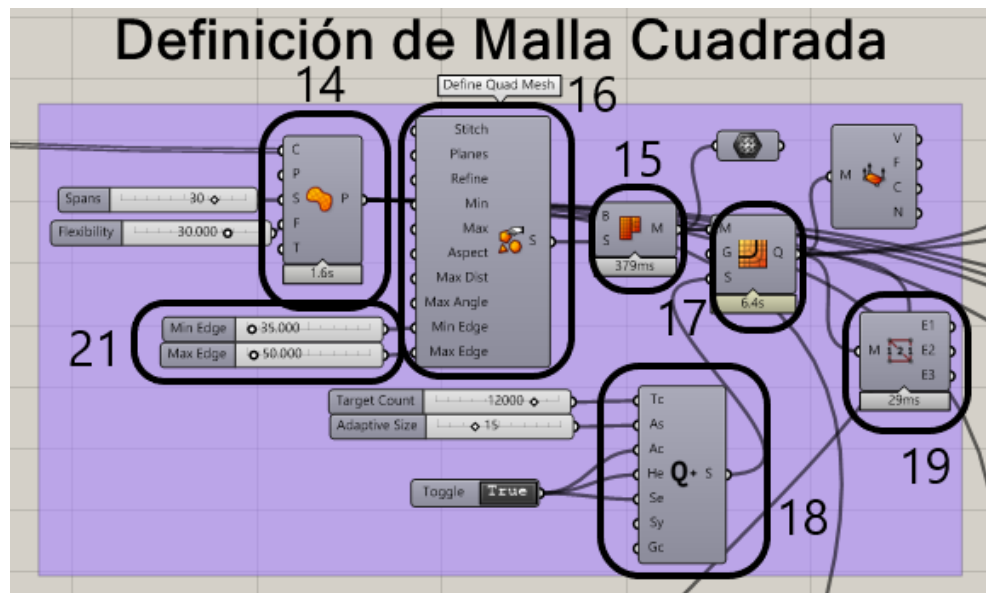 Definición de Malla Cuadrada
14
Define Quad Mesh
16
C
P
S
F
T
P
1.6s
Spans
30
Flexibility
30.000
Stitch
Planes
Refine
Min
Max
Aspect
Max Dist
Max Angle
Min Edge
Max Edge
S
15
B
S
M
379ms
M
G
S
Q
6.4s
17
M
V
F
C
N
21
Min Edge
35.000
Max Edge
50.000
M
1 2 1
E1
E2
E3
29ms
19
Target Count
12000
Adaptive Size
15
Toggle
True
Tc
As
Ac
He
Se
Sy
Gc
Q+
S
18